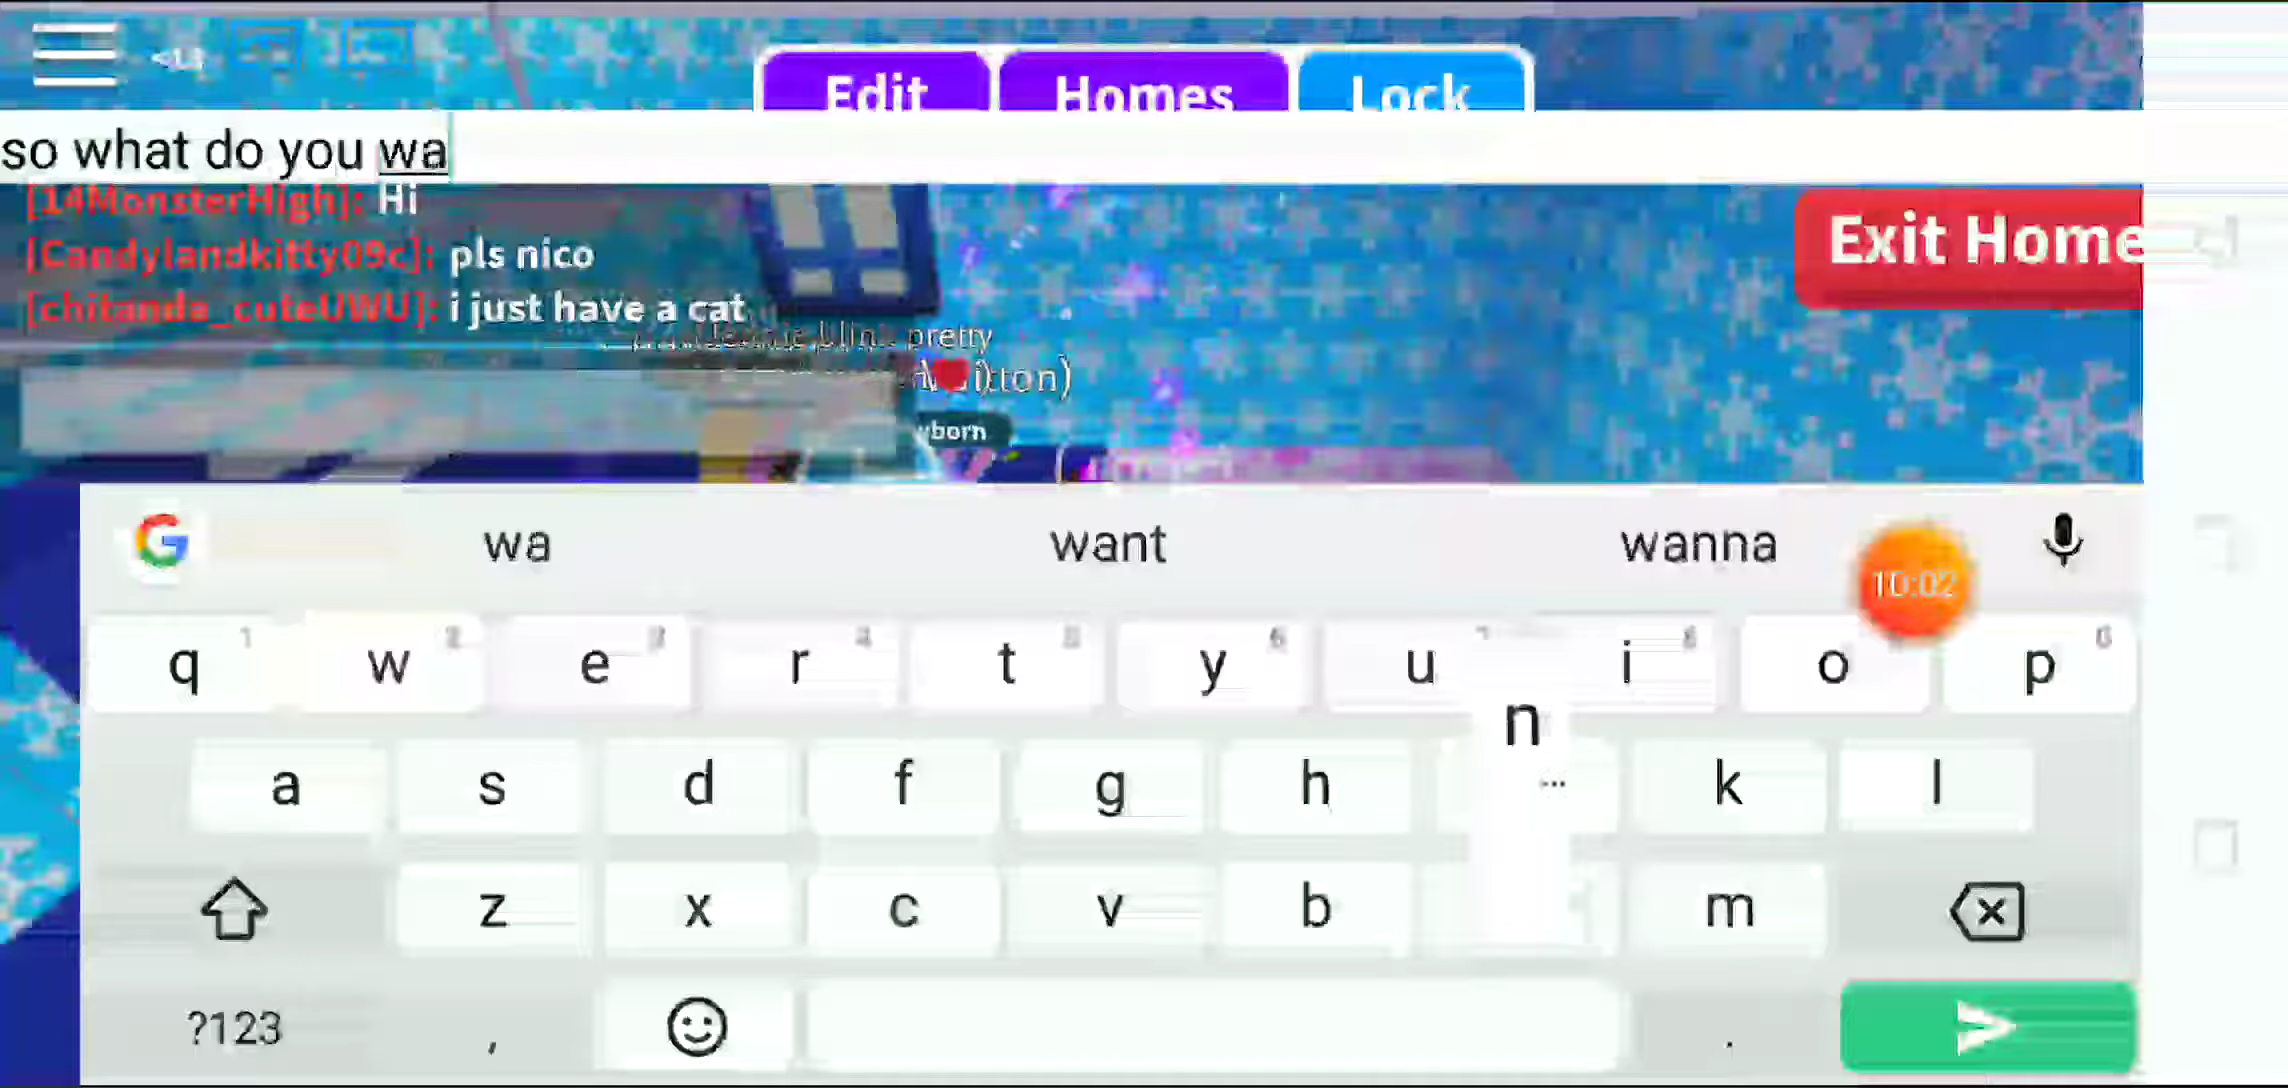 <13
Edit Homes Lock
so what do you wa
[14MonsterHigh]: Hi
[Candylandkitty09c]: pls nico
[chitanda_cuteUWU]: i just have a cat
Exit Home
pretty
wa want wanna
10:02
q w e r t y u i o p
n
a s d f g h k l
z x c v b m
?123 , .